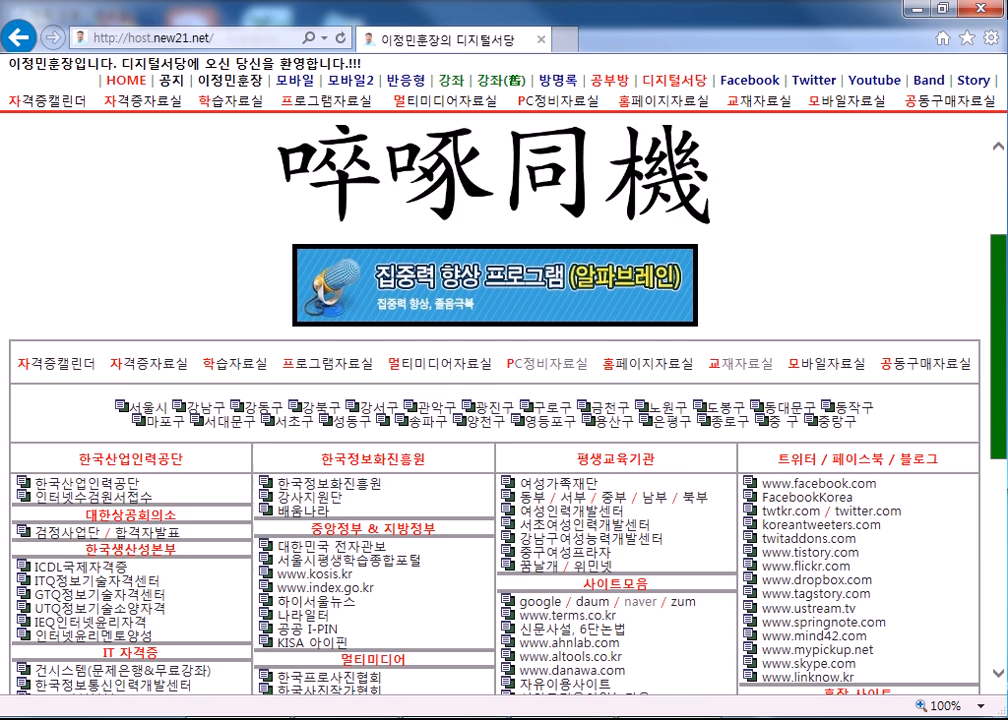 http://host.new21.net/
이정민훈장의 디지털서당
이정민훈장입니다. 디지털서당에 오신 당신을 환영합니다.!!!
| HOME | 공지 | 이정민훈장 | 모바일 | 모바일2 | 반응형 | 강좌 | 강좌(舊) | 방명록 | 공부방 | 디지털서당 | Facebook | Twitter | Youtube | Band | Story |
자격증캘린더 자격증자료실 학습자료실 프로그램자료실 멀티미디어자료실 PC정비자료실 홈페이지자료실 교재자료실 모바일자료실 공동구매자료실
啐啄同機
집중력 향상 프로그램 (알파브레인)
집중력 향상, 졸음극복
자격증캘린더 자격증자료실 학습자료실 프로그램자료실 멀티미디어자료실 PC정비자료실 홈페이지자료실 교재자료실 모바일자료실 공동구매자료실
서울시 강남구 강동구 강북구 강서구 관악구 광진구 구로구 금천구 노원구 도봉구 동대문구 동작구
마포구 서대문구 서초구 성동구 송파구 양천구 영등포구 용산구 은평구 종로구 중 구 중랑구
한국산업인력공단
한국산업인력공단
인터넷수검원서접수
대한상공회의소
검정사업단 / 합격자발표
한국생산성본부
ICDL국제자격증
ITQ정보기술자격센터
GTQ정보기술자격센터
UTQ정보기술소양자격
IEQ인터넷윤리자격
인터넷윤리멘토양성
IT 자격증
건시스템(문제은행&무료강좌)
한국정보통신인력개발센터
한국정보화진흥원
한국정보화진흥원
강사지원단
배움나라
중앙정부 & 지방정부
대한민국 전자관보
서울시평생학습종합포털
www.kosis.kr
www.index.go.kr
하이서울뉴스
나라일터
공공 I-PIN
KISA 아이핀
멀티미디어
한국프로사진협회
한국사진작가협회
평생교육기관
여성가족재단
동부 / 서부 / 중부 / 남부 / 북부
여성인력개발센터
서초여성인력개발센터
강남구여성능력개발센터
중구여성프라자
꿈날개 / 위민넷
사이트모음
google / daum / naver / zum
www.terms.co.kr
신문사설, 6단논법
www.ahnlab.com
www.altools.co.kr
www.danawa.com
자유이용사이트
트위터 / 페이스북 / 블로그
www.facebook.com
FacebookKorea
twtkr.com / twitter.com
koreantweeters.com
twitaddons.com
www.tistory.com
www.flickr.com
www.dropbox.com
www.tagstory.com
www.ustream.tv
www.springnote.com
www.mind42.com
www.mypickup.net
www.skype.com
www.linknow.kr
100%